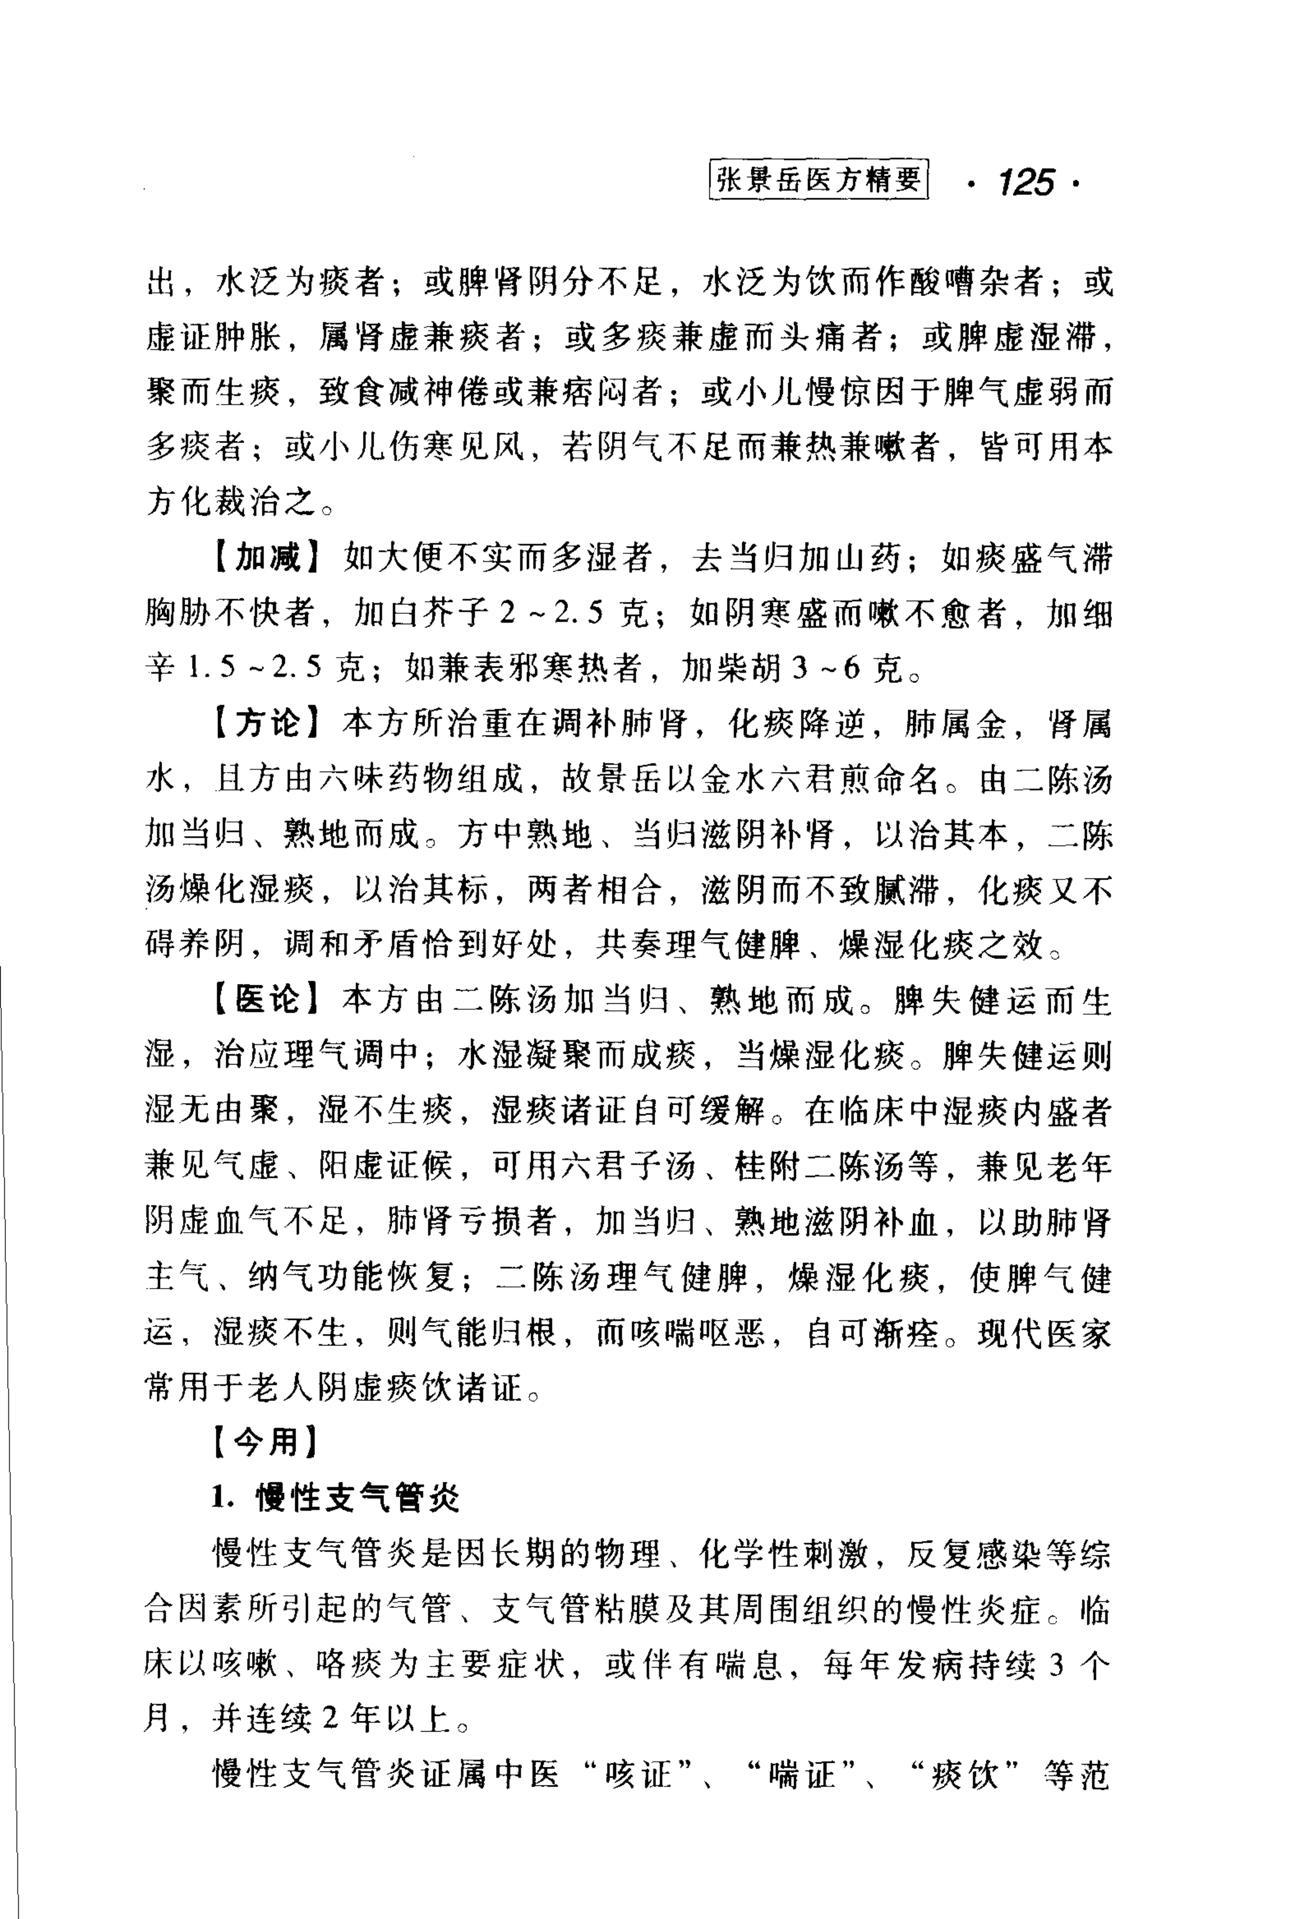 张景岳医方精要 · 125 ·
出，水泛为痰者；或脾肾阴分不足，水泛为饮而作酸嘈杂者；或
虚证肿胀，属肾虚兼痰者；或多痰兼虚而头痛者；或脾虚湿滞，
聚而生痰，致食减神倦或兼痞闷者；或小儿慢惊因于脾气虚弱而
多痰者；或小儿伤寒见风，若阴气不足而兼热兼嗽者，皆可用本
方化裁治之。
【加减】如大便不实而多湿者，去当归加山药；如痰盛气滞
胸胁不快者，加白芥子2～2.5克；如阴寒盛而嗽不愈者，加细
辛1.5～2.5克；如兼表邪寒热者，加柴胡3～6克。
【方论】本方所治重在调补肺肾，化痰降逆，肺属金，肾属
水，且方由六味药物组成，故景岳以金水六君煎命名。由二陈汤
加当归、熟地而成。方中熟地、当归滋阴补肾，以治其本，二陈
汤燥化湿痰，以治其标，两者相合，滋阴而不致腻滞，化痰又不
碍养阴，调和矛盾恰到好处，共奏理气健脾、燥湿化痰之效。
【医论】本方由二陈汤加当归、熟地而成。脾失健运而生
湿，治应理气调中；水湿凝聚而成痰，当燥湿化痰。脾失健运则
湿无由聚，湿不生痰，湿痰诸证自可缓解。在临床中湿痰内盛者
兼见气虚、阳虚证候，可用六君子汤、桂附二陈汤等，兼见老年
阴虚血气不足，肺肾亏损者，加当归、熟地滋阴补血，以助肺肾
主气、纳气功能恢复；二陈汤理气健脾，燥湿化痰，使脾气健
运，湿痰不生，则气能归根，而咳喘呕恶，自可渐痊。现代医家
常用于老人阴虚痰饮诸证。
【今用】
1. 慢性支气管炎
慢性支气管炎是因长期的物理、化学性刺激，反复感染等综
合因素所引起的气管、支气管粘膜及其周围组织的慢性炎症。临
床以咳嗽、咯痰为主要症状，或伴有喘息，每年发病持续3个
月，并连续2年以上。
慢性支气管炎证属中医“咳证”、“喘证”、“痰饮”等范